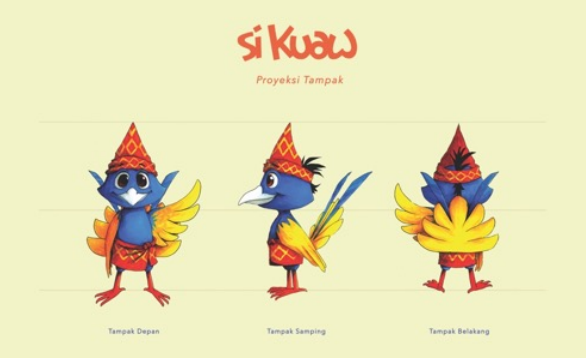 si Kuaw
Proyeksi Tampak
Tampak Depan
Tampak Samping
Tampak Belakang